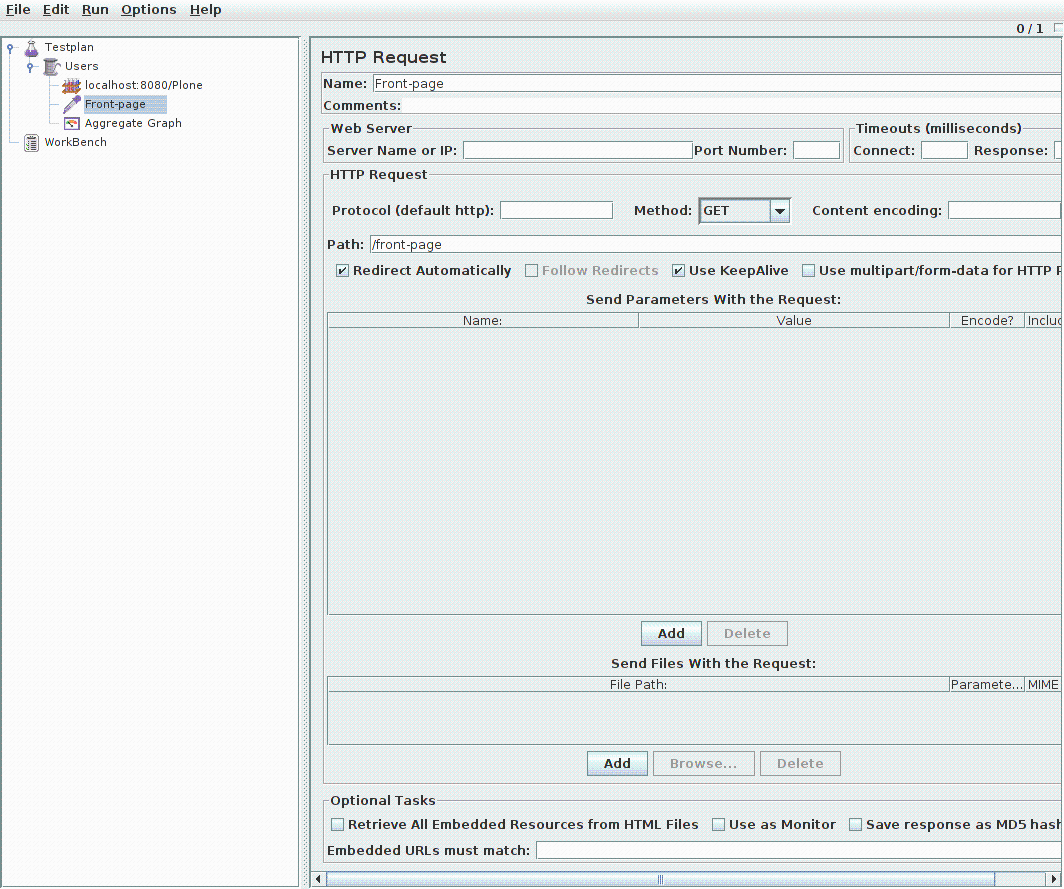 File Edit Run Options Help
0 / 1
Testplan
Users
localhost:8080/Plone
Front-page
Aggregate Graph
WorkBench
HTTP Request
Name: Front-page
Comments:
Web Server
Timeouts (milliseconds)
Server Name or IP: Port Number: Connect: Response:
HTTP Request
Protocol (default http): Method: GET Content encoding:
Path: /front-page
Redirect Automatically Follow Redirects Use KeepAlive Use multipart/form-data for HTTP
Send Parameters With the Request:
Name: Value Encode? Includ
Add Delete
Send Files With the Request:
File Path: Paramete... MIME
Add Browse... Delete
Optional Tasks
Retrieve All Embedded Resources from HTML Files Use as Monitor Save response as MD5 hash
Embedded URLs must match: